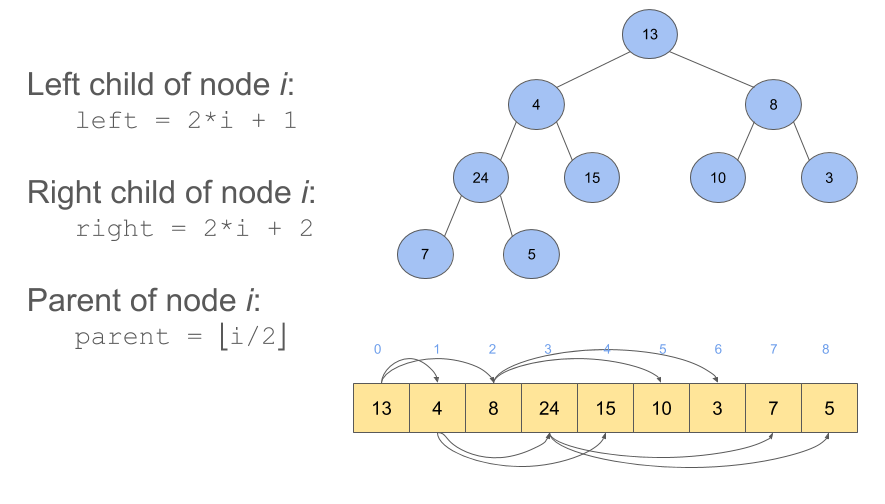 Left child of node i:
left = 2*i + 1
Right child of node i:
right = 2*i + 2
Parent of node i:
parent = ⌊i/2⌋
13
4 8
24 15 10 3
7 5
0 1 2 3 4 5 6 7 8
13 4 8 24 15 10 3 7 5